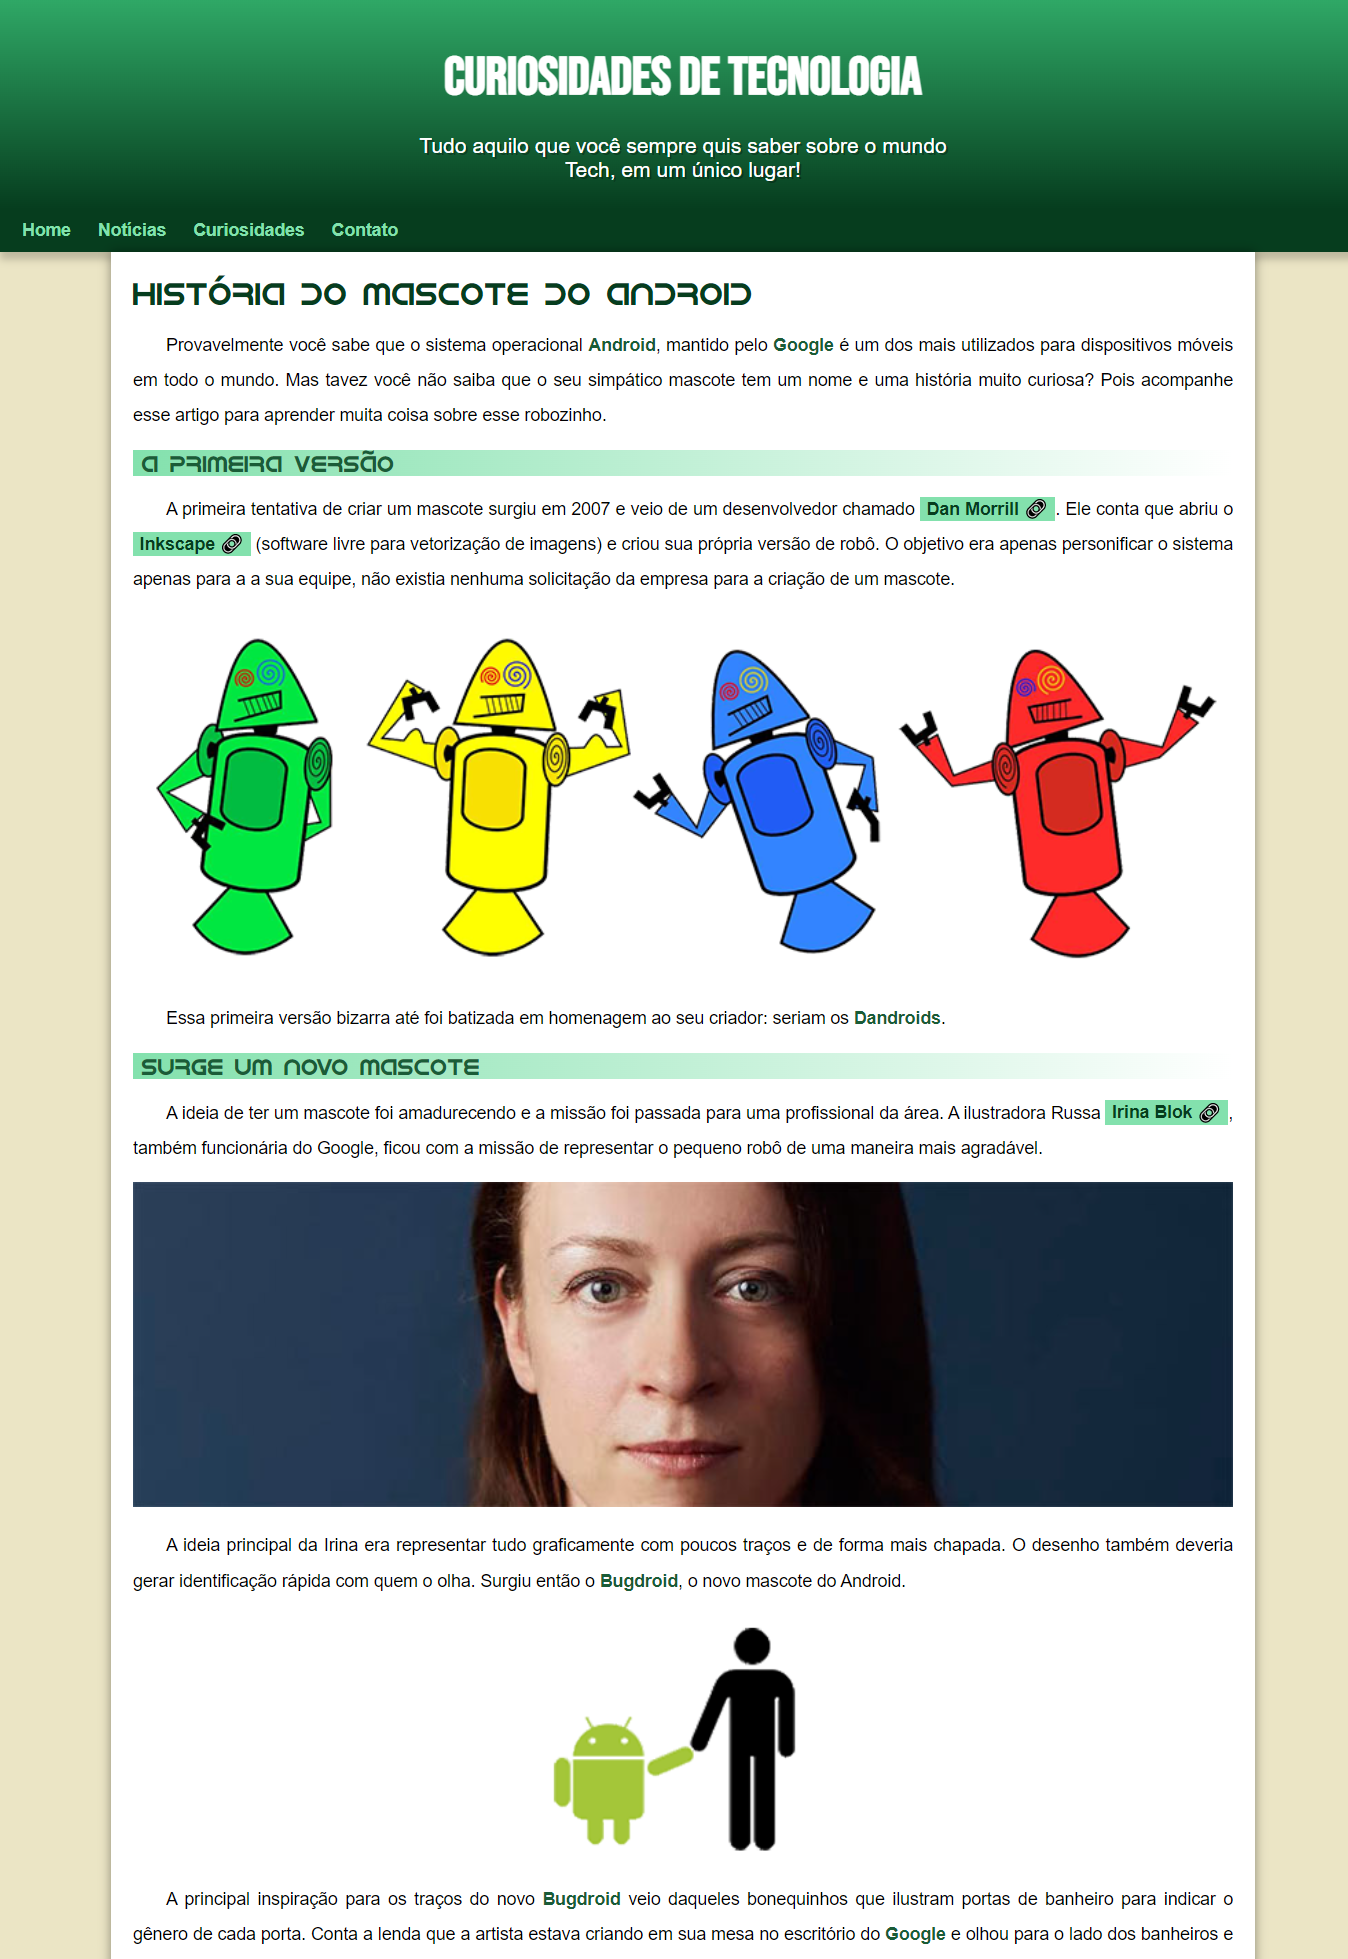 CURIOSIDADES DE TECNOLOGIA
Tudo aquilo que você sempre quis saber sobre o mundo
Tech, em um único lugar!
Home Notícias Curiosidades Contato
HISTÓRIA DO MASCOTE DO ANDROID
Provavelmente você sabe que o sistema operacional Android, mantido pelo Google é um dos mais utilizados para dispositivos móveis
em todo o mundo. Mas tavez você não saiba que o seu simpático mascote tem um nome e uma história muito curiosa? Pois acompanhe
esse artigo para aprender muita coisa sobre esse robozinho.
A PRIMEIRA VERSÃO
A primeira tentativa de criar um mascote surgiu em 2007 e veio de um desenvolvedor chamado Dan Morrill . Ele conta que abriu o
Inkscape (software livre para vetorização de imagens) e criou sua própria versão de robô. O objetivo era apenas personificar o sistema
apenas para a a sua equipe, não existia nenhuma solicitação da empresa para a criação de um mascote.
Essa primeira versão bizarra até foi batizada em homenagem ao seu criador: seriam os Dandroids.
SURGE UM NOVO MASCOTE
A ideia de ter um mascote foi amadurecendo e a missão foi passada para uma profissional da área. A ilustradora Russa Irina Blok ,
também funcionária do Google, ficou com a missão de representar o pequeno robô de uma maneira mais agradável.
A ideia principal da Irina era representar tudo graficamente com poucos traços e de forma mais chapada. O desenho também deveria
gerar identificação rápida com quem o olha. Surgiu então o Bugdroid, o novo mascote do Android.
A principal inspiração para os traços do novo Bugdroid veio daqueles bonequinhos que ilustram portas de banheiro para indicar o
gênero de cada porta. Conta a lenda que a artista estava criando em sua mesa no escritório do Google e olhou para o lado dos banheiros e